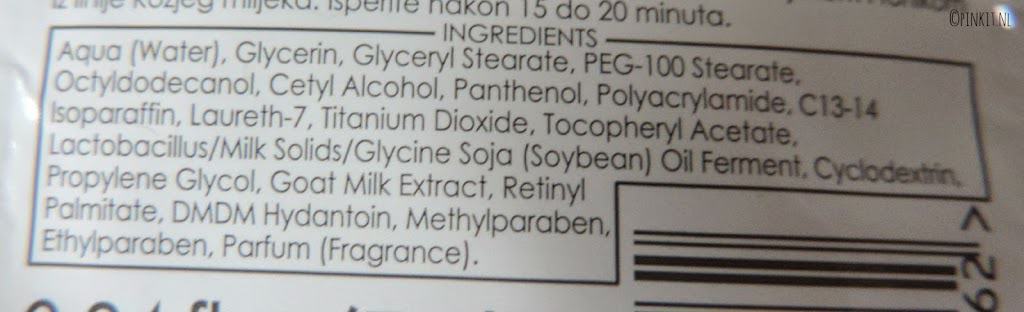 iz linije kozjeg mlijeka. Isperite nakon 15 do 20 minuta.
©PINKIT.NL
INGREDIENTS
Aqua (Water), Glycerin, Glyceryl Stearate, PEG-100 Stearate,
Octyldodecanol, Cetyl Alcohol, Panthenol, Polyacrylamide, C13-14
Isoparaffin, Laureth-7, Titanium Dioxide, Tocopheryl Acetate,
Lactobacillus/Milk Solids/Glycine Soja (Soybean) Oil Ferment, Cyclodextrin,
Propylene Glycol, Goat Milk Extract, Retinyl
Palmitate, DMDM Hydantoin, Methylparaben,
Ethylparaben, Parfum (Fragrance).